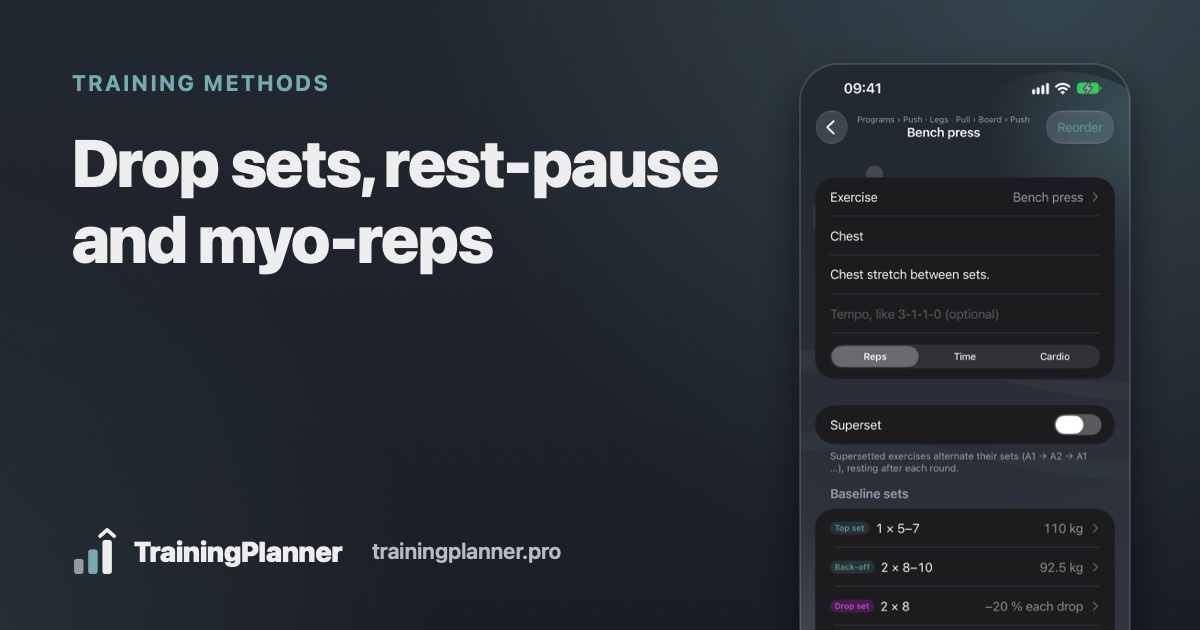 TRAINING METHODS
Drop sets, rest-pause
and myo-reps
TrainingPlanner
trainingplanner.pro
09:41
Programs › Push · Legs · Pull › Board › Push
Bench press
Reorder
Exercise Bench press
Chest
Chest stretch between sets.
Tempo, like 3-1-1-0 (optional)
Reps Time Cardio
Superset
Supersetted exercises alternate their sets (A1 → A2 → A1
...), resting after each round.
Baseline sets
Top set 1 × 5–7 110 kg
Back-off 2 × 8–10 92.5 kg
Drop set 2 × 8 −20 % each drop